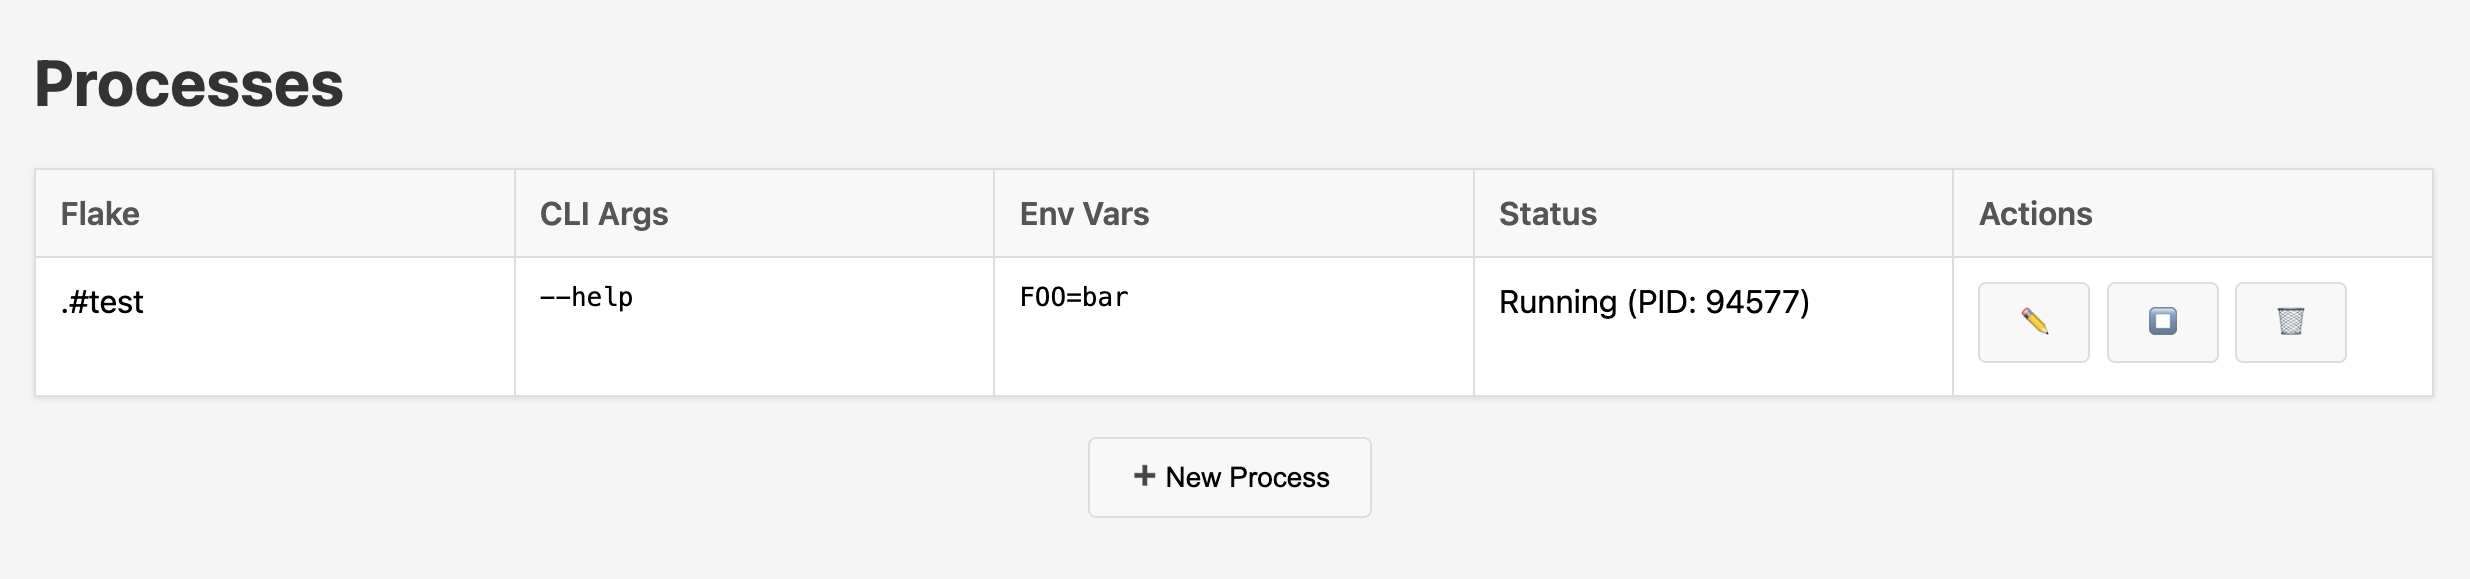 Processes
Flake CLI Args Env Vars Status Actions
.#test --help FOO=bar Running (PID: 94577)
+ New Process